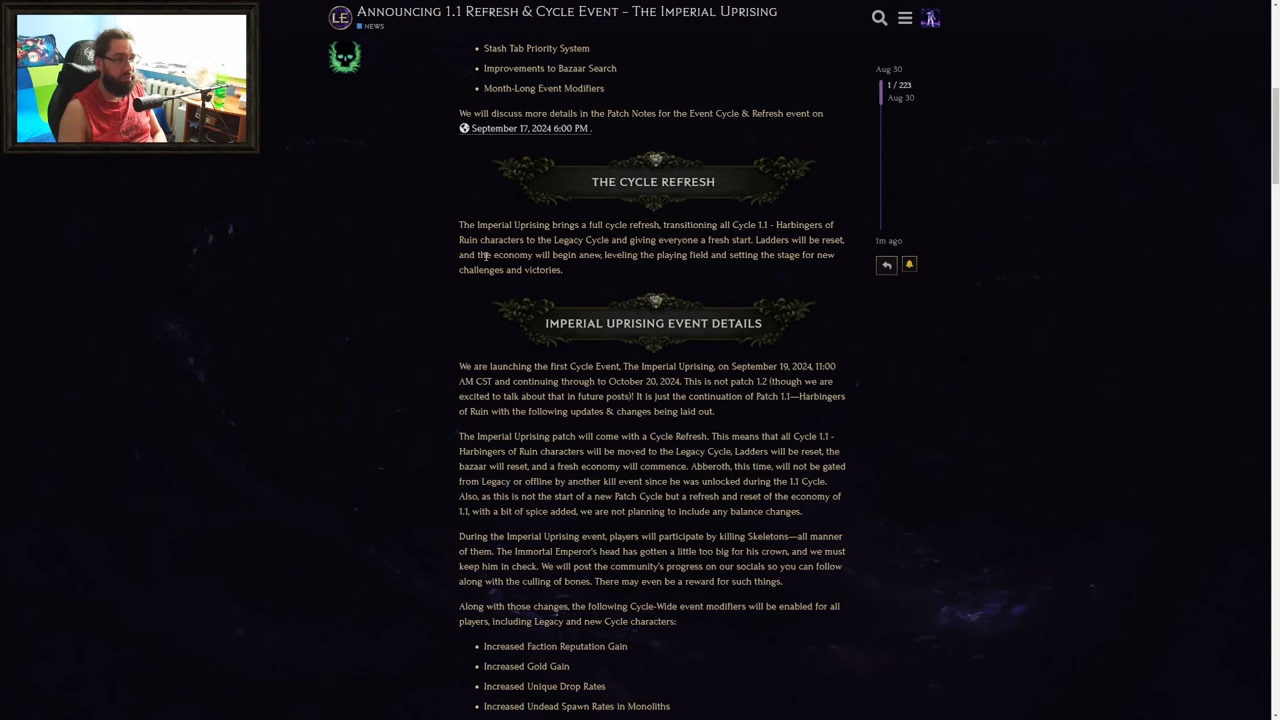 ANNOUNCING 1.1 REFRESH & CYCLE EVENT – THE IMPERIAL UPRISING
NEWS
LE
Stash Tab Priority System
Improvements to Bazaar Search
Month-Long Event Modifiers
We will discuss more details in the Patch Notes for the Event Cycle & Refresh event on
September 17, 2024 6:00 PM .
Aug 30
1 / 223
Aug 30
1m ago
THE CYCLE REFRESH
The Imperial Uprising brings a full cycle refresh, transitioning all Cycle 1.1 - Harbingers of
Ruin characters to the Legacy Cycle and giving everyone a fresh start. Ladders will be reset,
and the economy will begin anew, leveling the playing field and setting the stage for new
challenges and victories.
IMPERIAL UPRISING EVENT DETAILS
We are launching the first Cycle Event, The Imperial Uprising, on September 19, 2024, 11:00
AM CST and continuing through to October 20, 2024. This is not patch 1.2 (though we are
excited to talk about that in future posts)! It is just the continuation of Patch 1.1—Harbingers
of Ruin with the following updates & changes being laid out.
The Imperial Uprising patch will come with a Cycle Refresh. This means that all Cycle 1.1 -
Harbingers of Ruin characters will be moved to the Legacy Cycle, Ladders will be reset, the
bazaar will reset, and a fresh economy will commence. Abberoth, this time, will not be gated
from Legacy or offline by another kill event since he was unlocked during the 1.1 Cycle.
Also, as this is not the start of a new Patch Cycle but a refresh and reset of the economy of
1.1, with a bit of spice added, we are not planning to include any balance changes.
During the Imperial Uprising event, players will participate by killing Skeletons—all manner
of them. The Immortal Emperor's head has gotten a little too big for his crown, and we must
keep him in check. We will post the community's progress on our socials so you can follow
along with the culling of bones. There may even be a reward for such things.
Along with those changes, the following Cycle-Wide event modifiers will be enabled for all
players, including Legacy and new Cycle characters:
Increased Faction Reputation Gain
Increased Gold Gain
Increased Unique Drop Rates
Increased Undead Spawn Rates in Monoliths